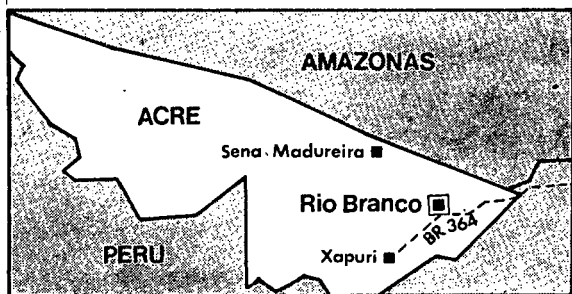 AMAZONAS
ACRE
Sena Madureira
Rio Branco
BR 364
Xapuri
PERU